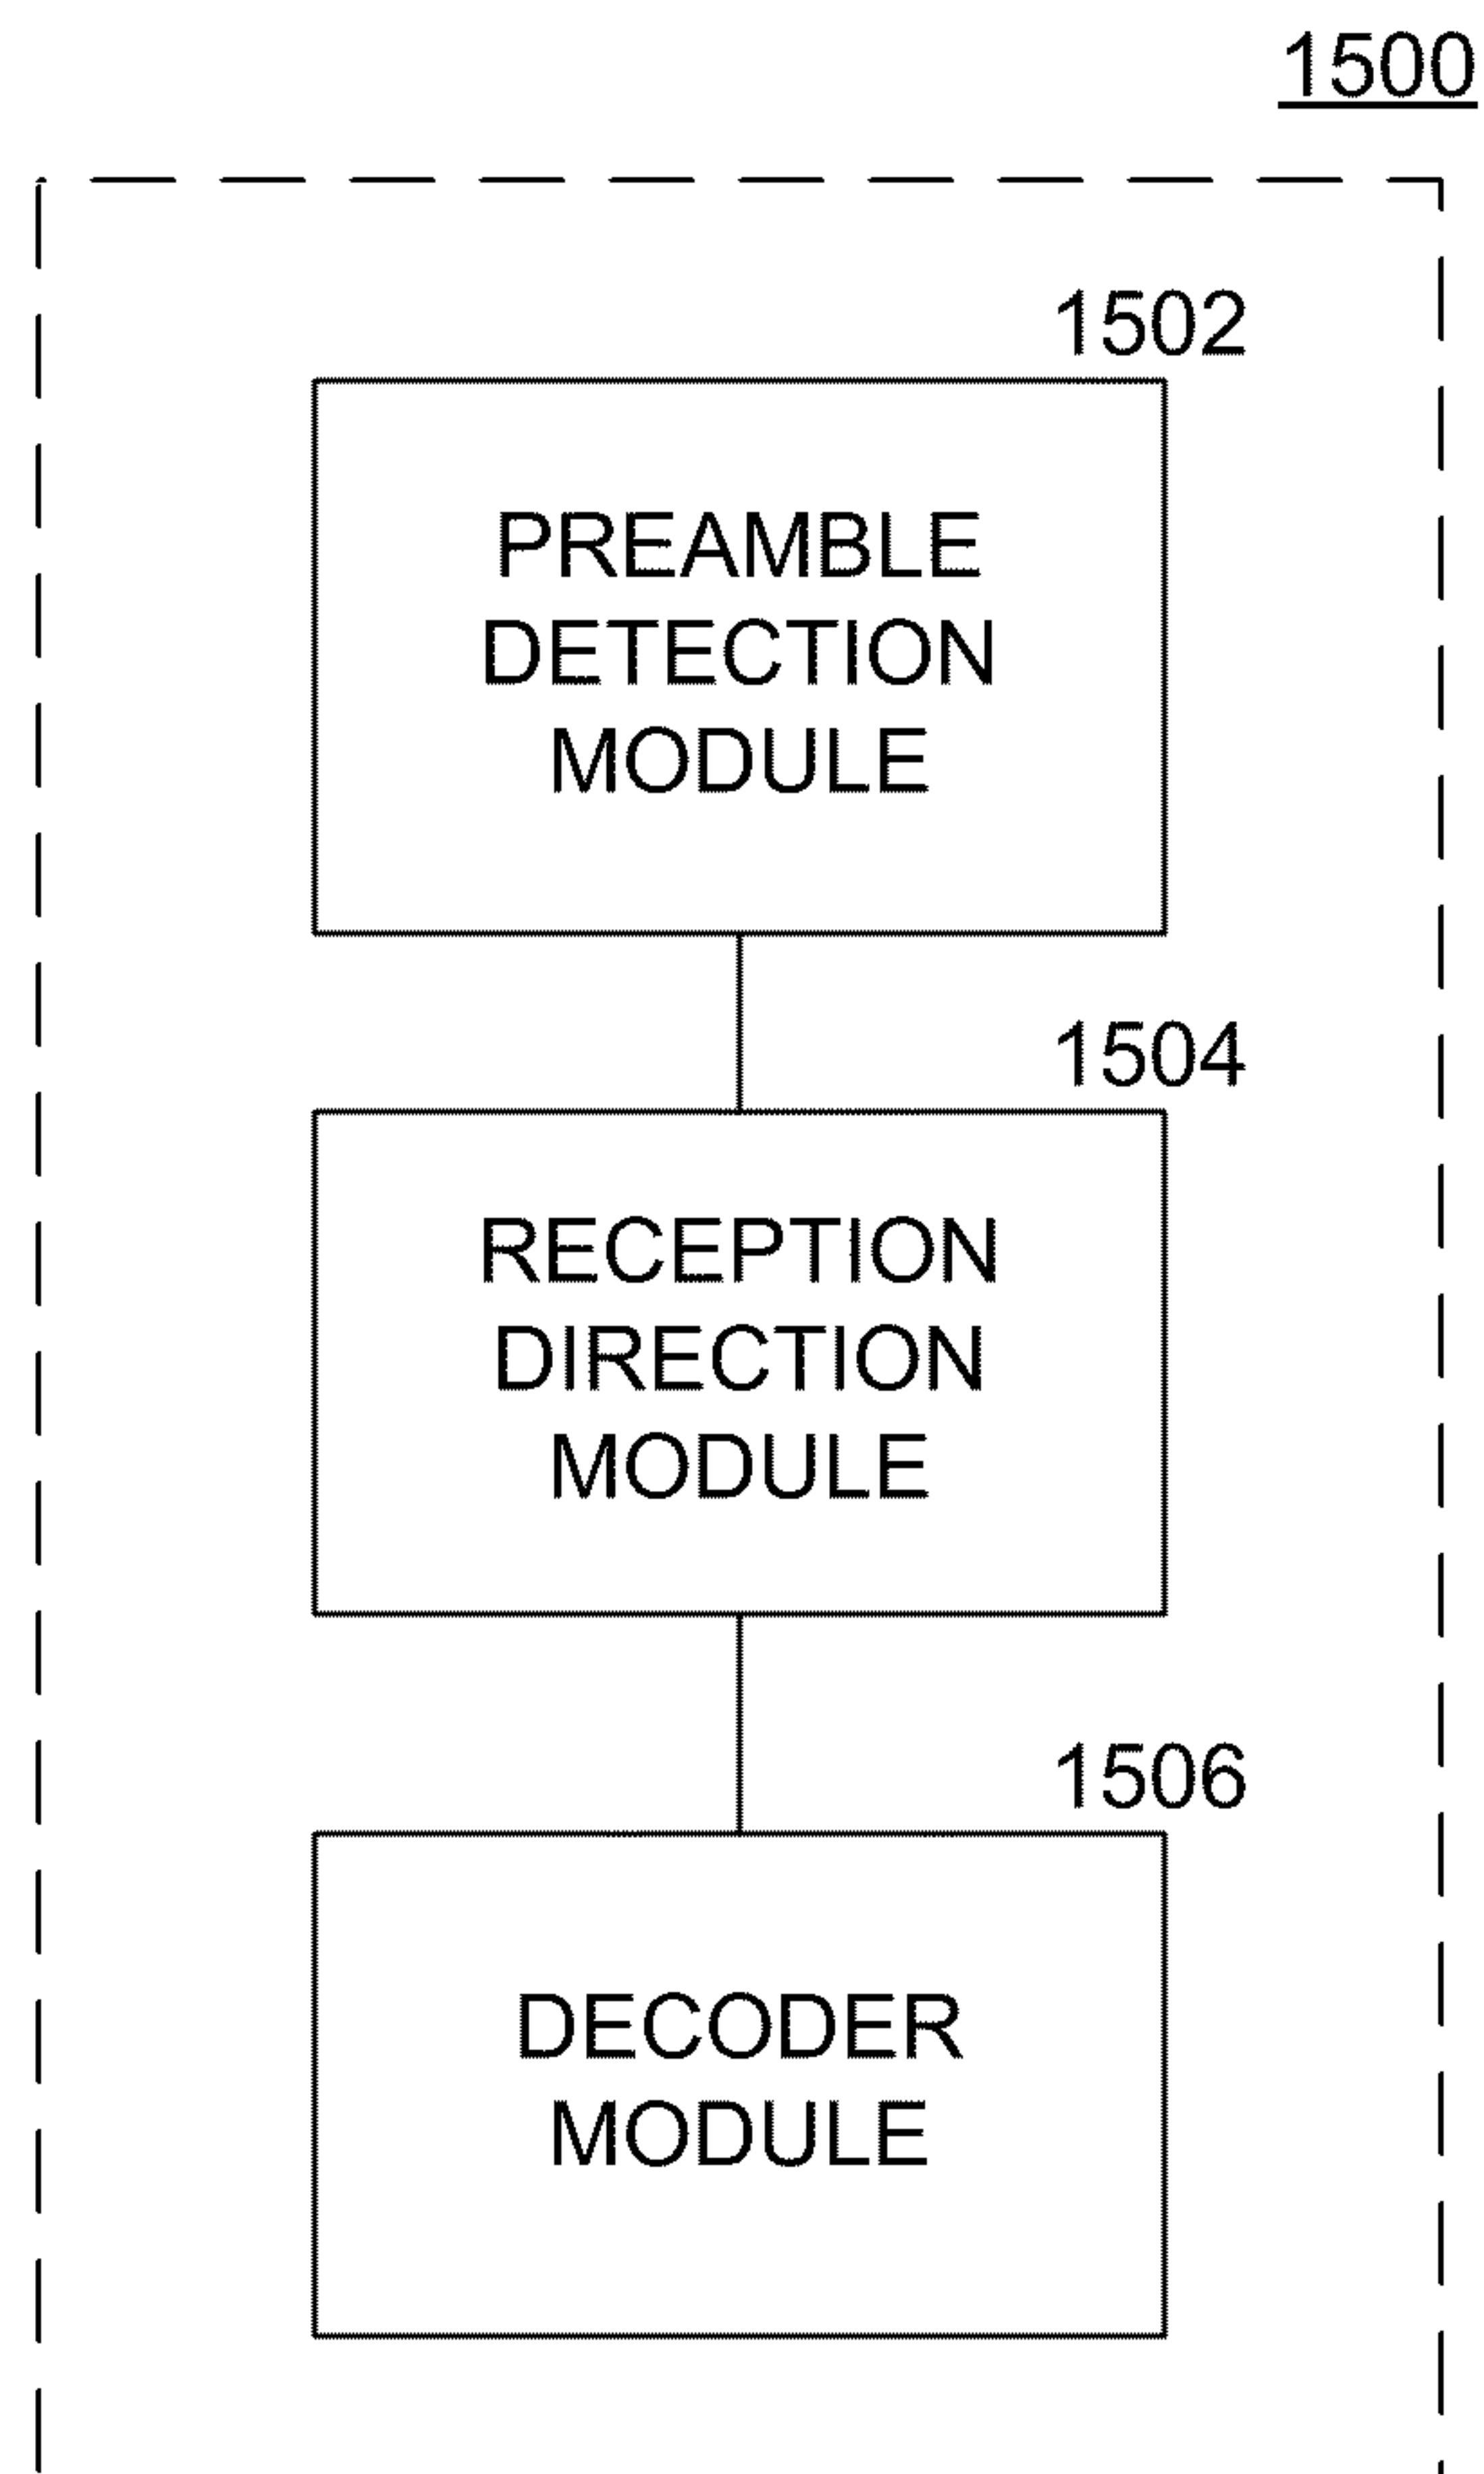 1500
1502
PREAMBLE
DETECTION
MODULE
1504
RECEPTION
DIRECTION
MODULE
1506
DECODER
MODULE